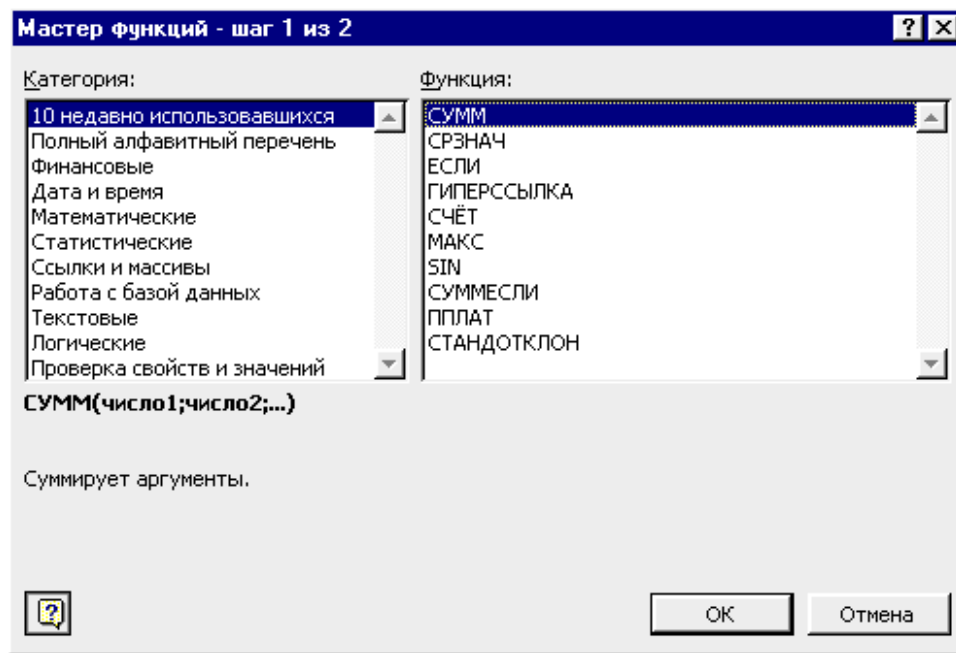 Мастер функций - шаг 1 из 2
Категория:
10 недавно использовавшихся
Полный алфавитный перечень
Финансовые
Дата и время
Математические
Статистические
Ссылки и массивы
Работа с базой данных
Текстовые
Логические
Проверка свойств и значений
Функция:
СУММ
СРЗНАЧ
ЕСЛИ
ГИПЕРССЫЛКА
СЧЁТ
МАКС
SIN
СУММЕСЛИ
ППЛАТ
СТАНДОТКЛОН
СУММ(число1;число2;...)
Суммирует аргументы.
ОК
Отмена